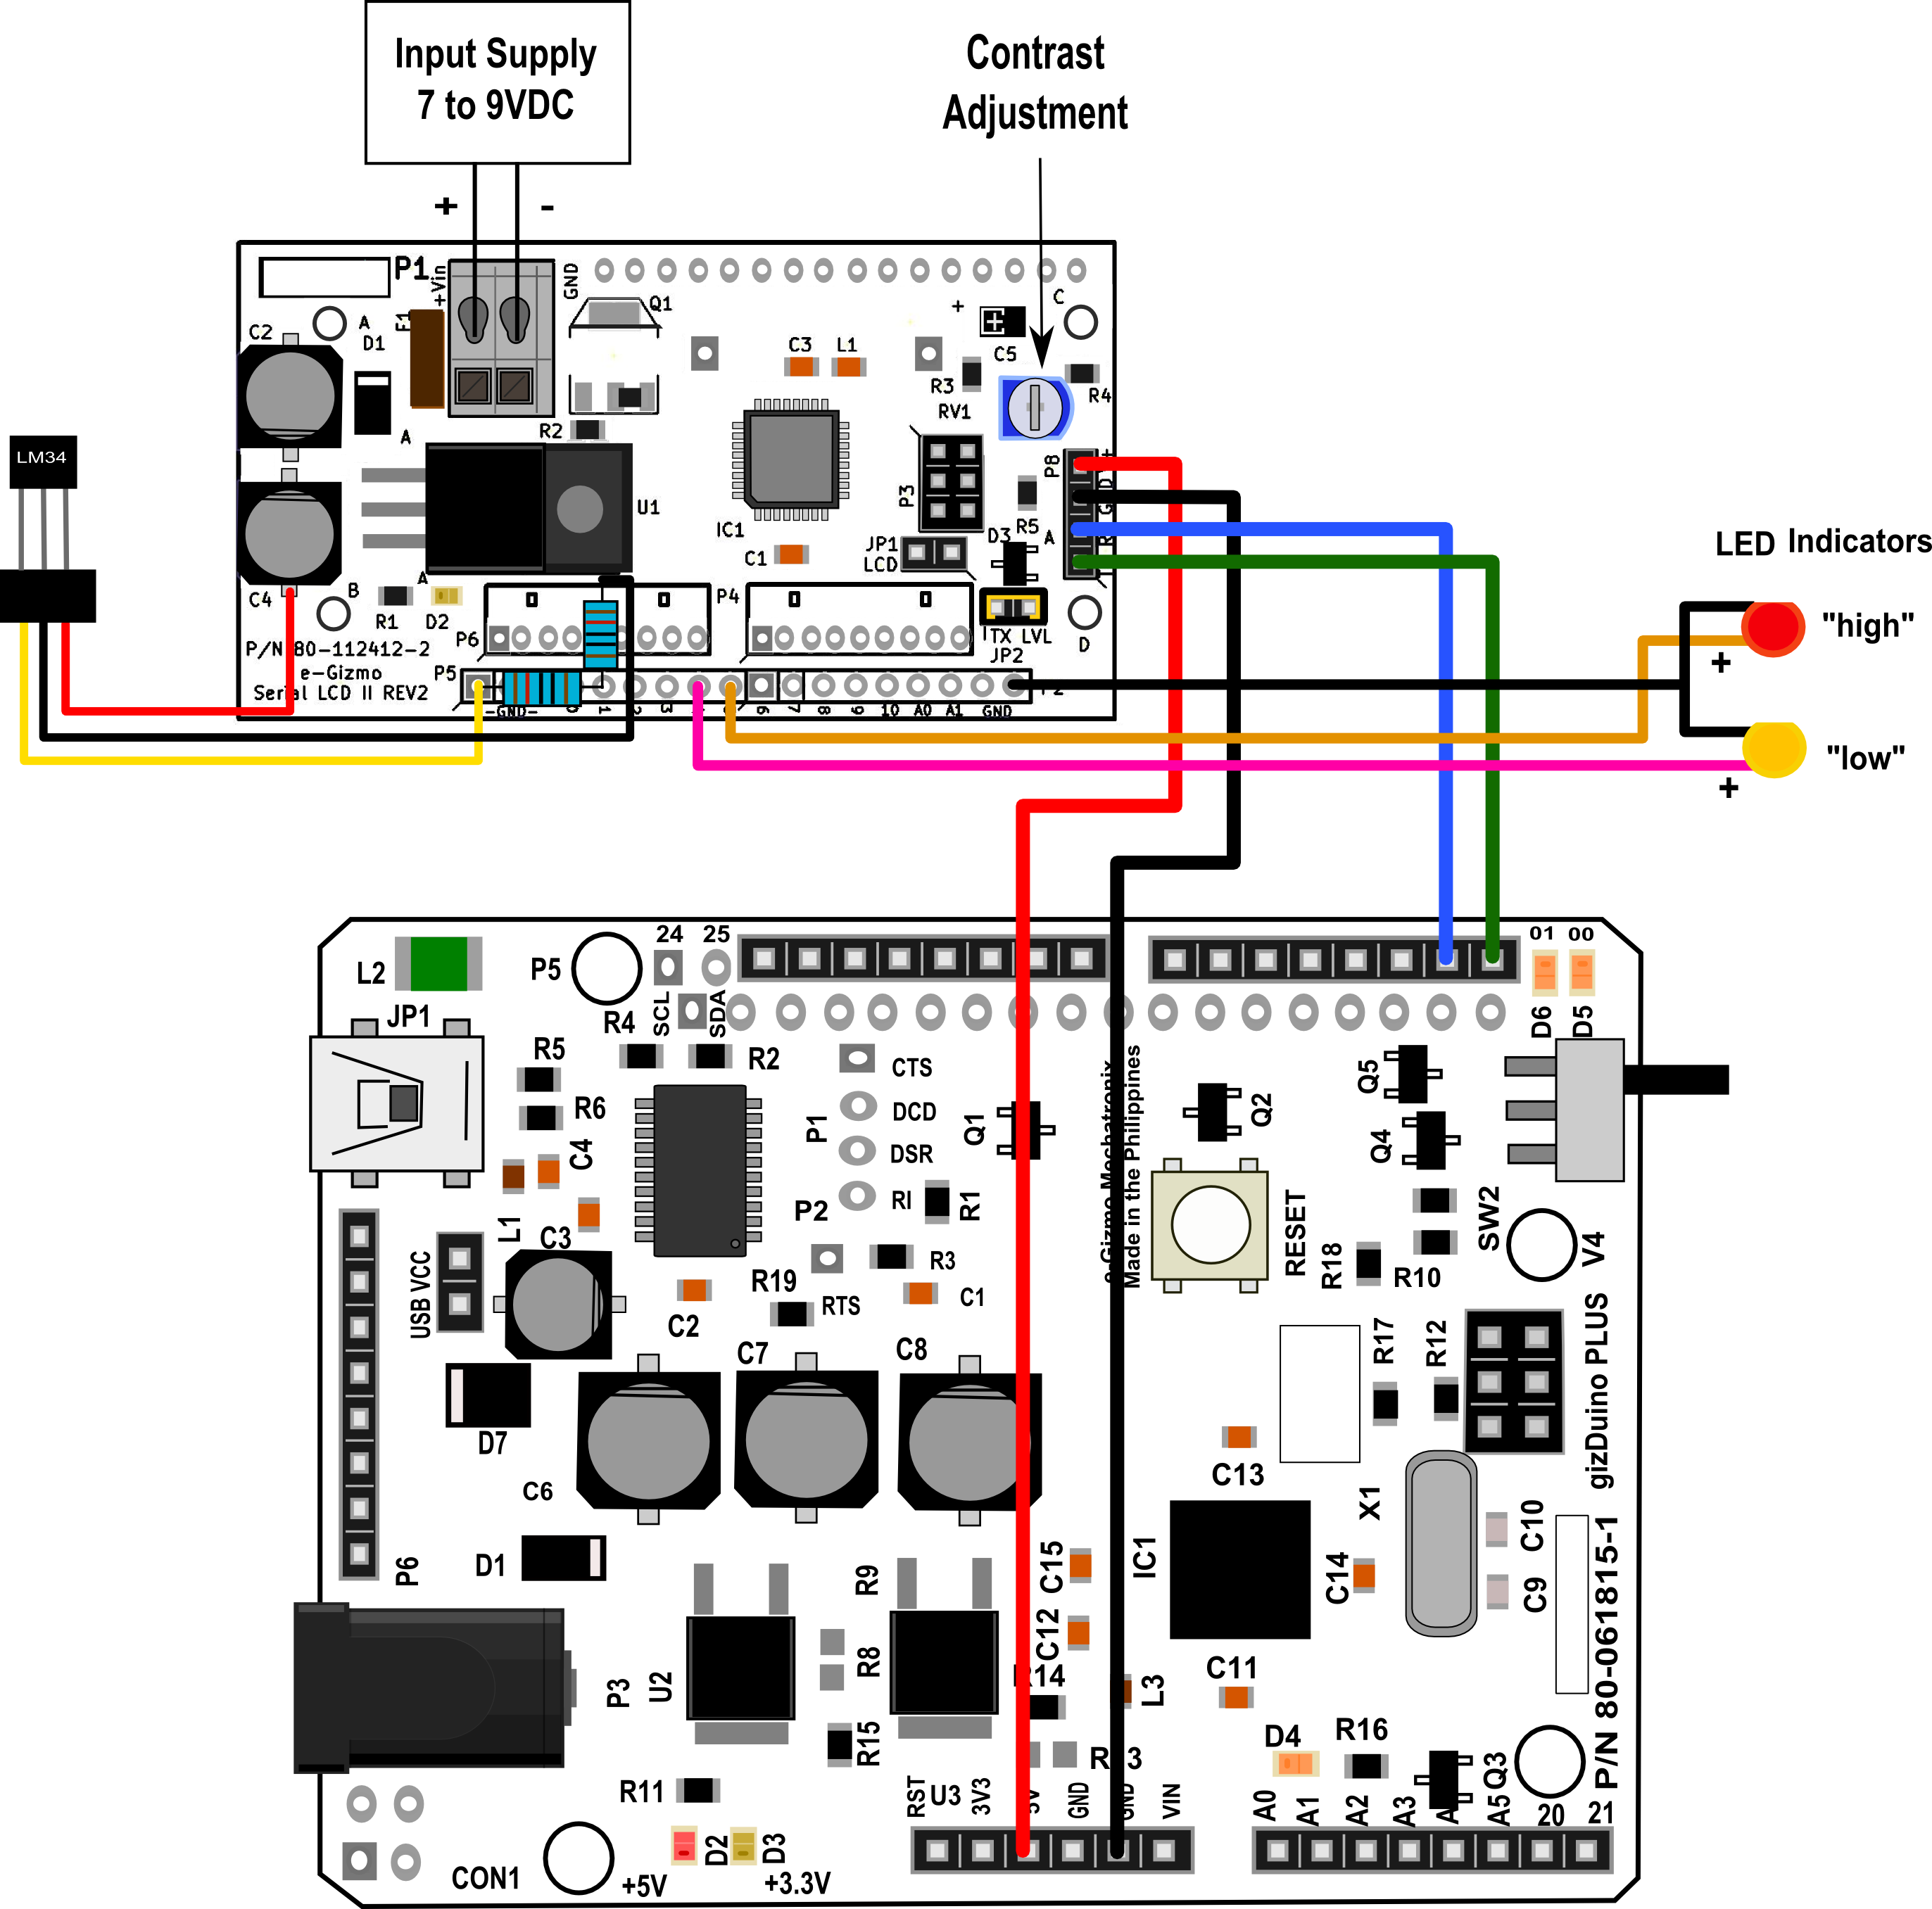 Input Supply
7 to 9VDC
Contrast
Adjustment
+ -
P1
+Vin
GND
F1
A
D1
C2
Q1
+
C
C5
C3 L1
R3
R4
RV1
A
R2
LM34
U1
IC1
C1
P3
P8
R5
A
D3
JP1
LCD
C4
B
A
R1
D2
P6
P4
TX LVL
JP2
D
P/N 80-112412-2
e-Gizmo
Serial LCD II REV2
P5
-GND-
0 1 2 3 6 7 8 9 10 A0 A1 GND
LED Indicators
"high"
+
"low"
+
L2
P5
24 25
SCL
SDA
01 00
D6
D5
JP1
R4
R5
R2
R6
C4
CTS
DCD
DSR
RI
P1
P2
R1
R3
RTS
C1
Q1
e-Gizmo Mechatronix
Made in the Philippines
Q2
Q5
Q4
RESET
SW2
R18
R10
V4
L1
C3
USB VCC
C2
R19
C7
C8
D7
C6
R17
R12
gizDuino PLUS
C13
X1
C10
C9
C14
IC1
C15
C12
R14
L3
C11
D1
P6
R9
R8
U2
P3
R15
R11
D4
R16
Q3
P/N 80-061815-1
RST
U3
3V3
5V
GND
GND
VIN
A0
A1
A2
A3
A5
20
21
CON1
+5V
D2
D3
+3.3V